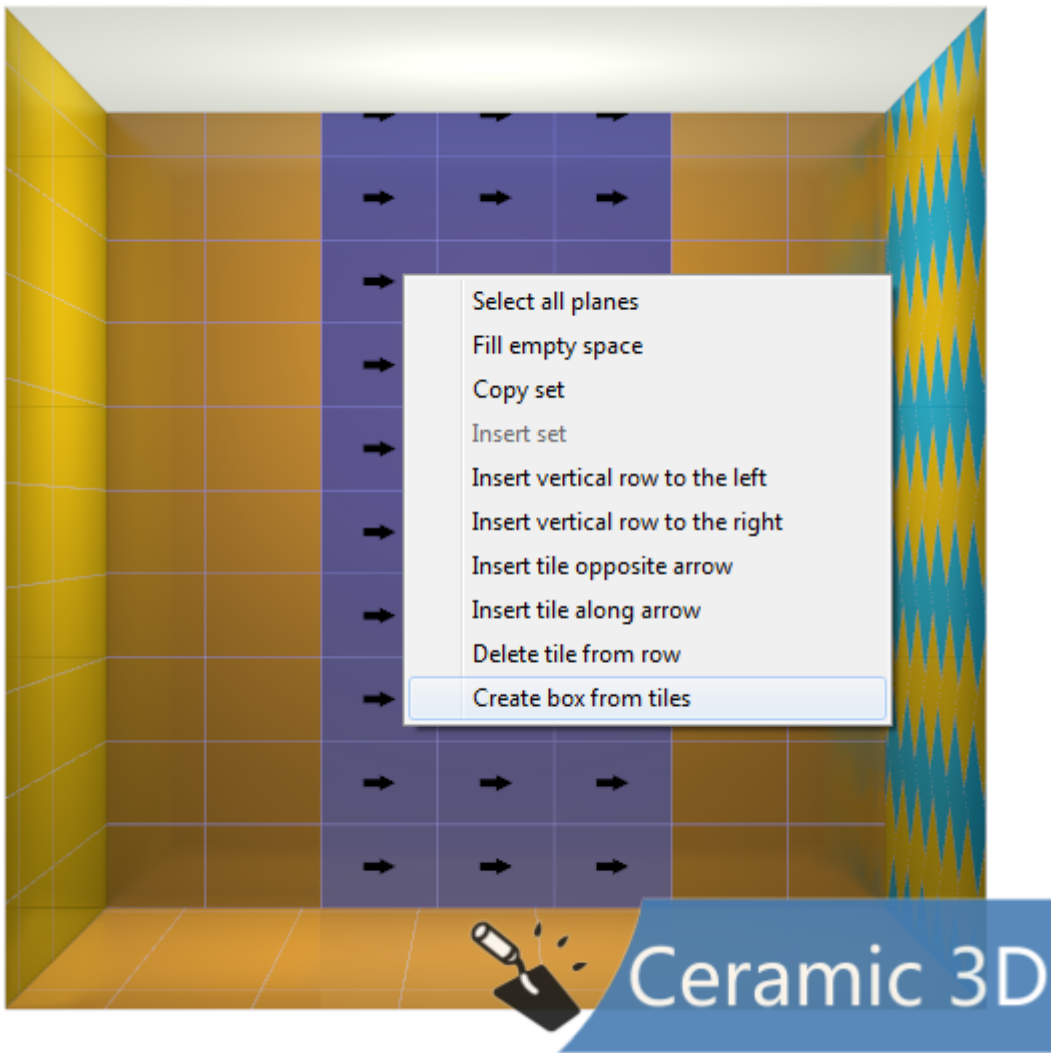 Select all planes
Fill empty space
Copy set
Insert set
Insert vertical row to the left
Insert vertical row to the right
Insert tile opposite arrow
Insert tile along arrow
Delete tile from row
Create box from tiles
Ceramic 3D